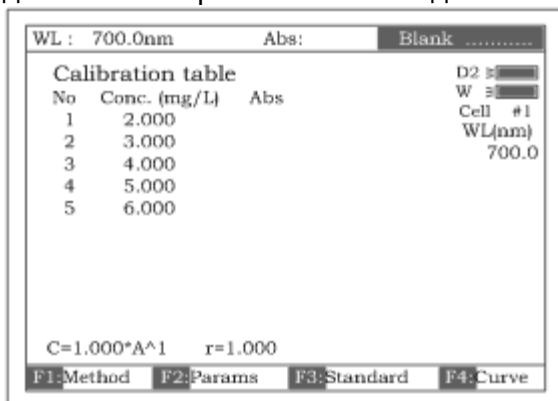 WL : 700.0nm Abs: Blank ...........
Calibration table
D2
No Conc. (mg/L) Abs
W
1 2.000
Cell #1
2 3.000
WL(nm)
3 4.000
700.0
4 5.000
5 6.000
C=1.000*A^1 r=1.000
F1:Method F2:Params F3:Standard F4:Curve